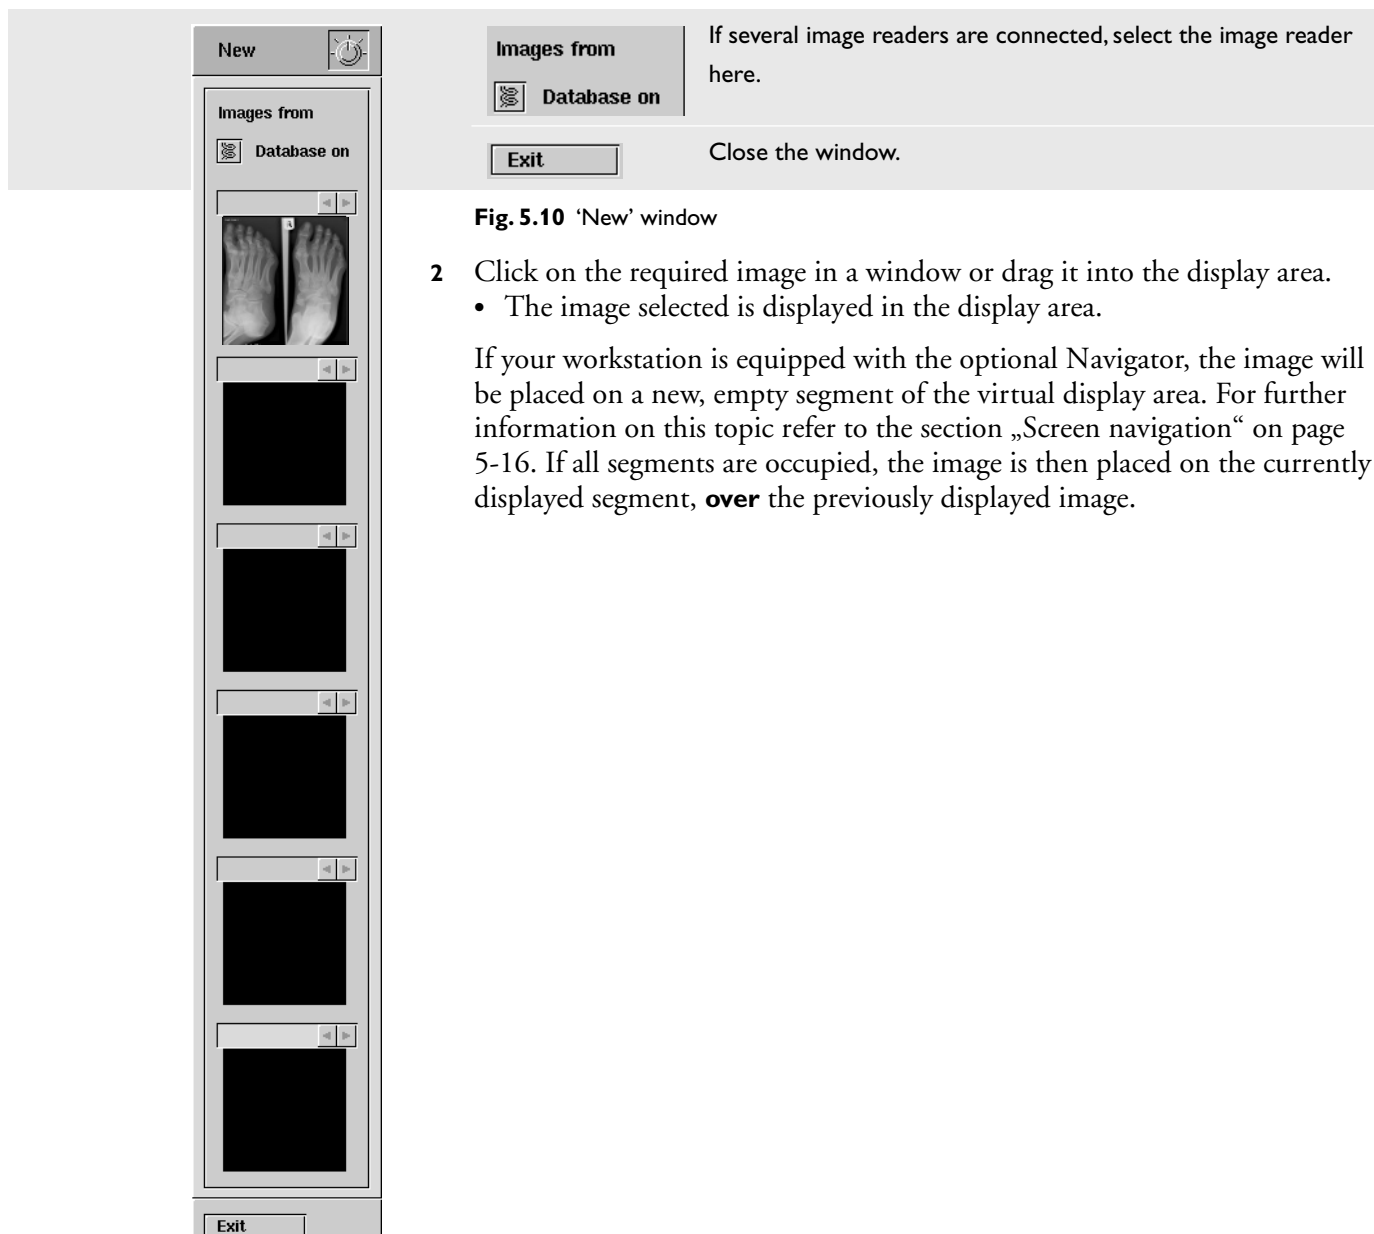 New
Images from
Database on
Exit
Images from
Database on
If several image readers are connected, select the image reader
here.
Exit
Close the window.
Fig. 5.10 ‘New’ window
2 Click on the required image in a window or drag it into the display area.
• The image selected is displayed in the display area.
If your workstation is equipped with the optional Navigator, the image will
be placed on a new, empty segment of the virtual display area. For further
information on this topic refer to the section „Screen navigation“ on page
5-16. If all segments are occupied, the image is then placed on the currently
displayed segment, over the previously displayed image.